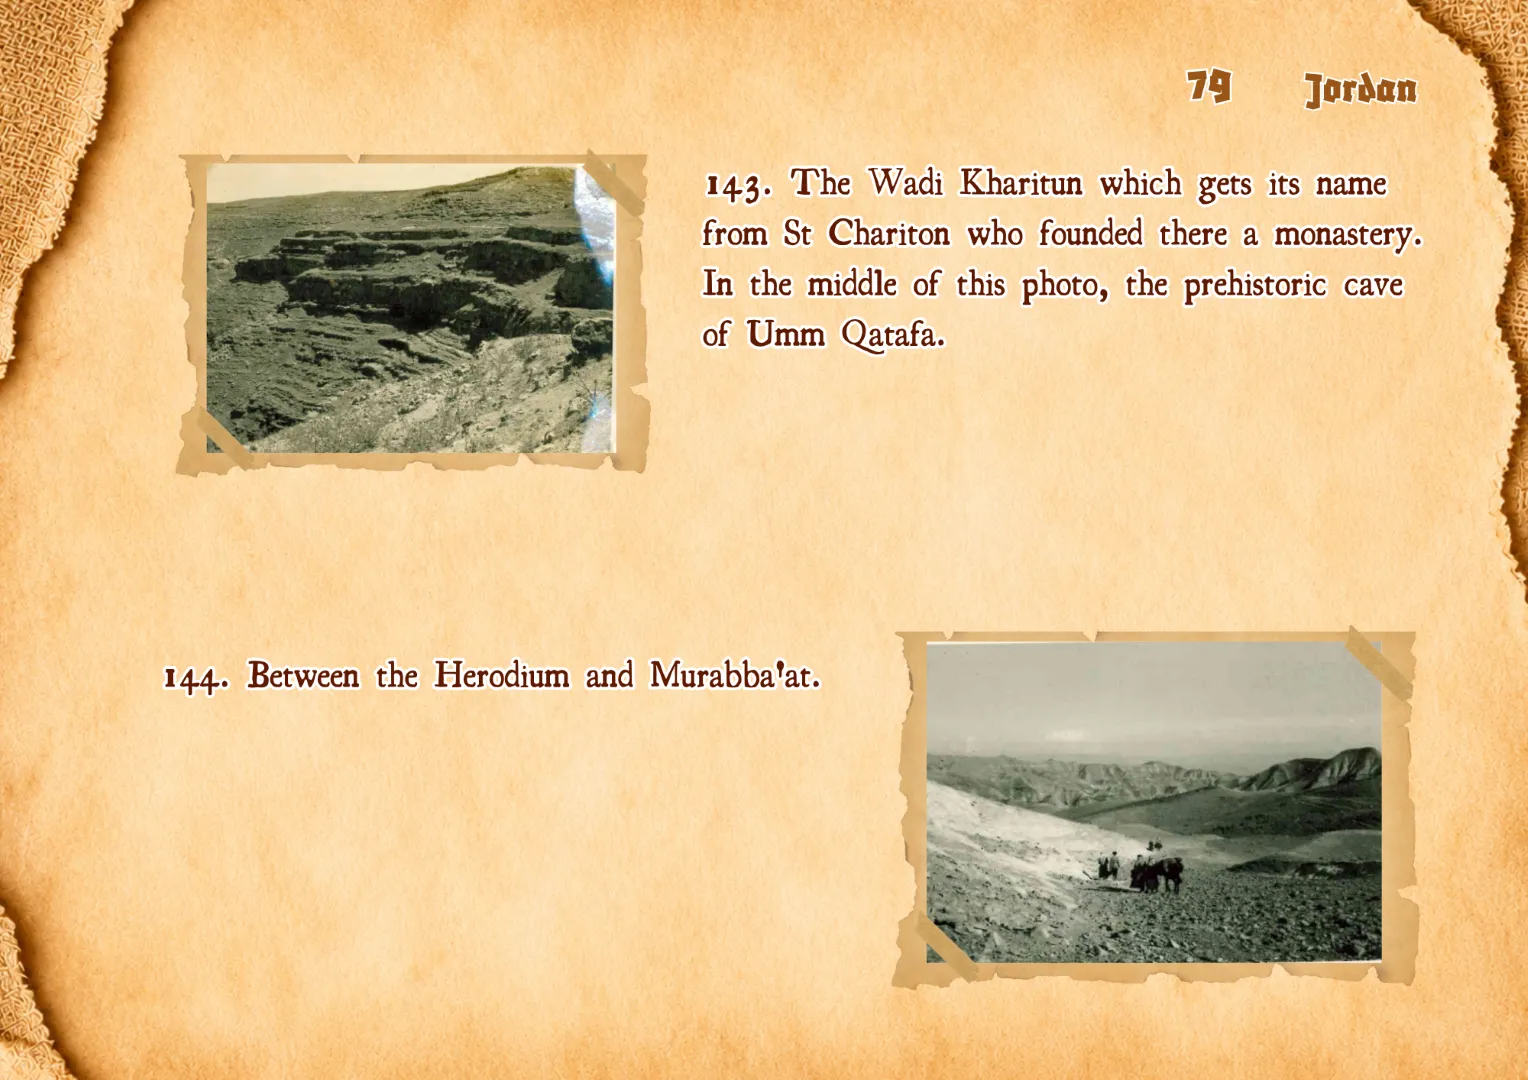 79 Jordan
143. The Wadi Kharitun which gets its name
from St Chariton who founded there a monastery.
In the middle of this photo, the prehistoric cave
of Umm Qatafa.
144. Between the Herodium and Murabba'at.